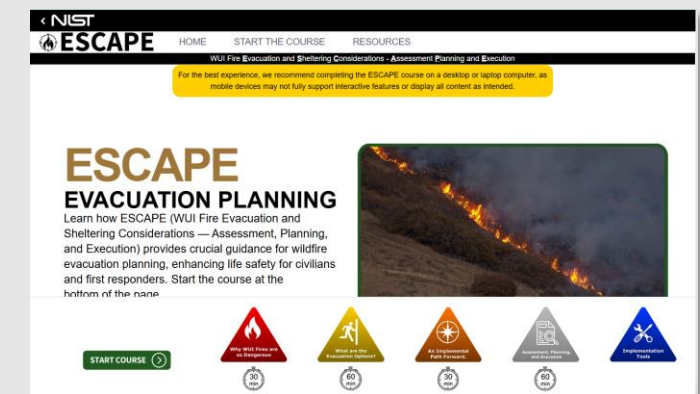 < NIST
ESCAPE
HOME START THE COURSE RESOURCES
WUI Fire Evacuation and Sheltering Considerations - Assessment Planning and Execution
For the best experience, we recommend completing the ESCAPE course on a desktop or laptop computer, as
mobile devices may not fully support interactive features or display all content as intended.
ESCAPE
EVACUATION PLANNING
Learn how ESCAPE (WUI Fire Evacuation and
Sheltering Considerations — Assessment, Planning,
and Execution) provides crucial guidance for wildfire
evacuation planning, enhancing life safety for civilians
and first responders. Start the course at the
bottom of the page
START COURSE
Why WUI Fires are
so Dangerous
30
min
What are the
Evacuation Options?
60
min
An Implemental
Path Forward.
30
min
Assessment, Planning,
and Execution
60
min
Implementation
Tools